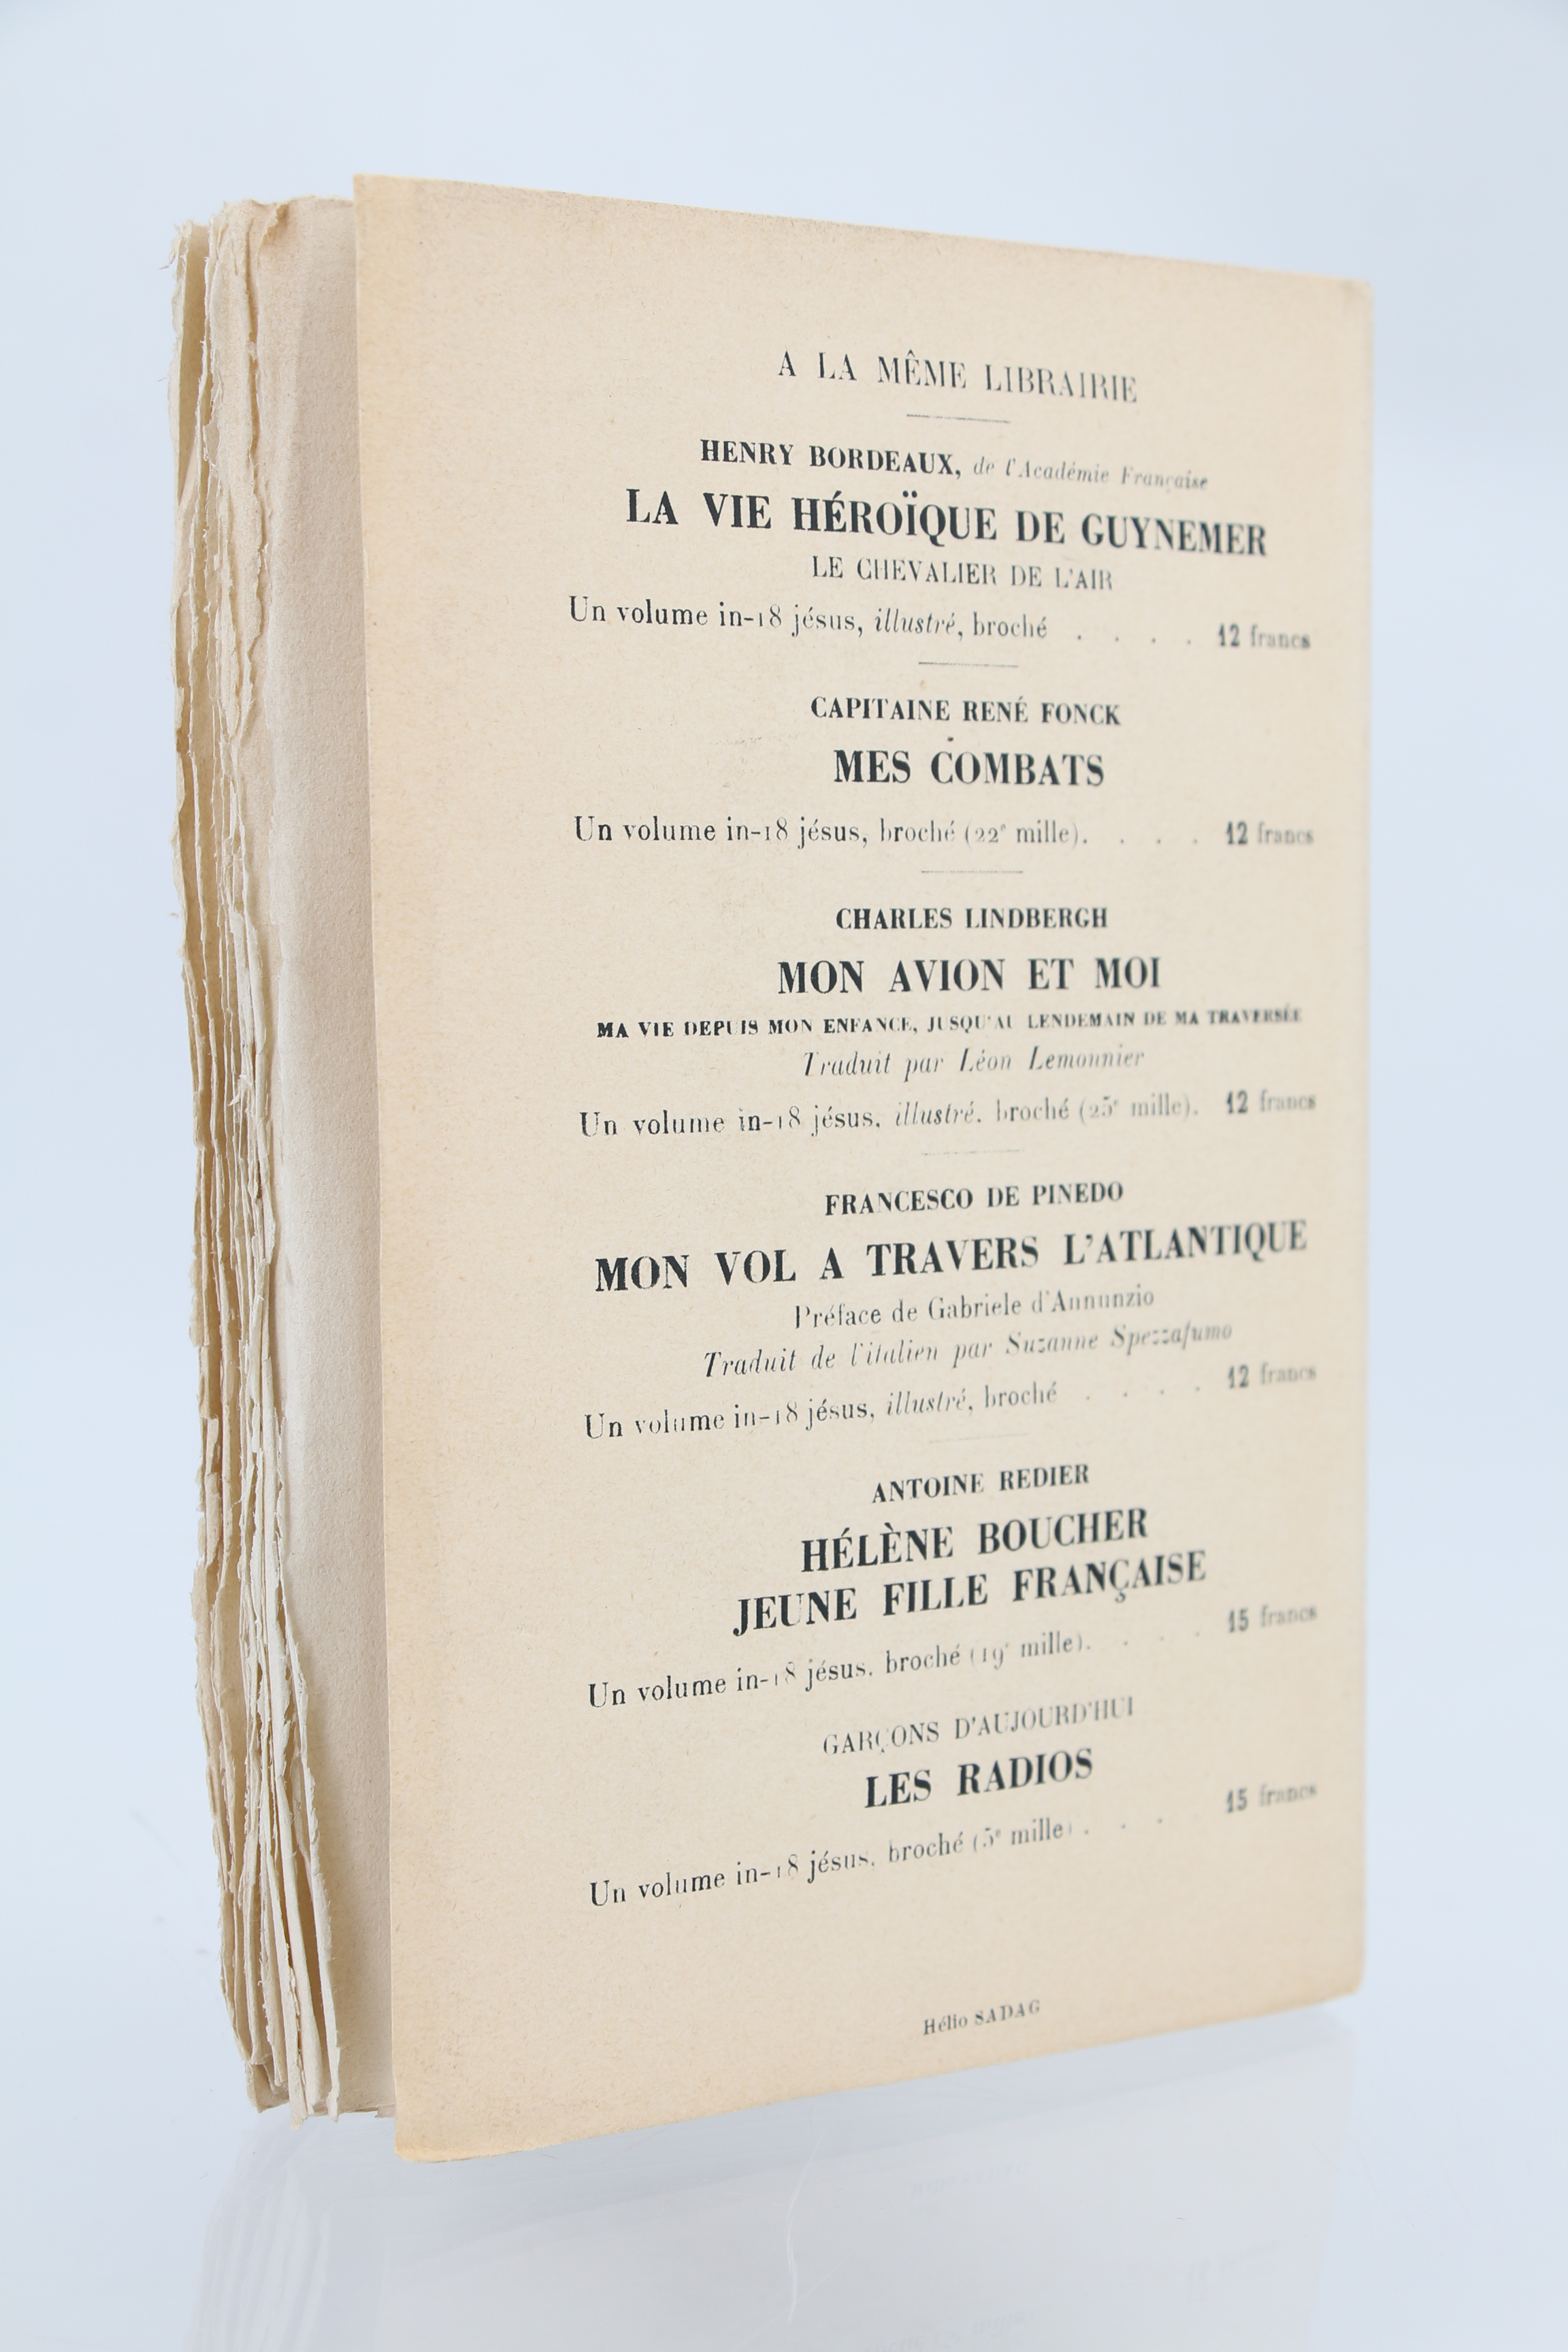 A LA MÊME LIBRAIRIE
HENRY BORDEAUX, de l'Académie Française
LA VIE HÉROÏQUE DE GUYNEMER
LE CHEVALIER DE L'AIR
Un volume in-18 jésus, illustré, broché . . . . 12 francs
CAPITAINE RENÉ FONCK
MES COMBATS
Un volume in-18 jésus, broché (22e mille). . . . 12 francs
CHARLES LINDBERGH
MON AVION ET MOI
MA VIE DEPUIS MON ENFANCE, JUSQU'AU LENDEMAIN DE MA TRAVERSÉE
Traduit par Léon Lemonnier
Un volume in-18 jésus, illustré, broché (25e mille). 12 francs
FRANCESCO DE PINEDO
MON VOL A TRAVERS L'ATLANTIQUE
Préface de Gabriele d'Annunzio
Traduit de l'italien par Suzanne Spezzafumo
Un volume in-18 jésus, illustré, broché . . . . 12 francs
ANTOINE REDIER
HÉLÈNE BOUCHER
JEUNE FILLE FRANÇAISE
Un volume in-18 jésus, broché (19e mille). . . . 15 francs
GARÇONS D'AUJOURD'HUI
LES RADIOS
Un volume in-18 jésus, broché (5e mille) . . . 15 francs
Hélio SADAG